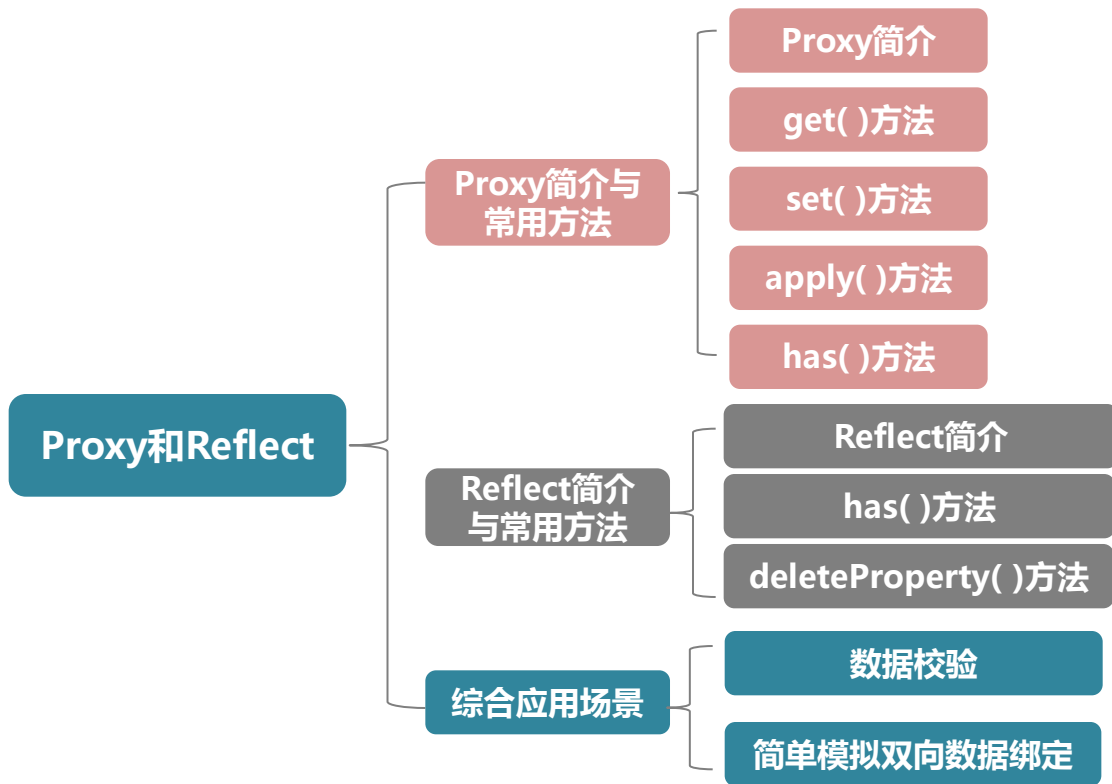 Proxy和Reflect
Proxy简介与
常用方法
Proxy简介
get( )方法
set( )方法
apply( )方法
has( )方法
Reflect简介
与常用方法
Reflect简介
has( )方法
deleteProperty( )方法
综合应用场景
数据校验
简单模拟双向数据绑定